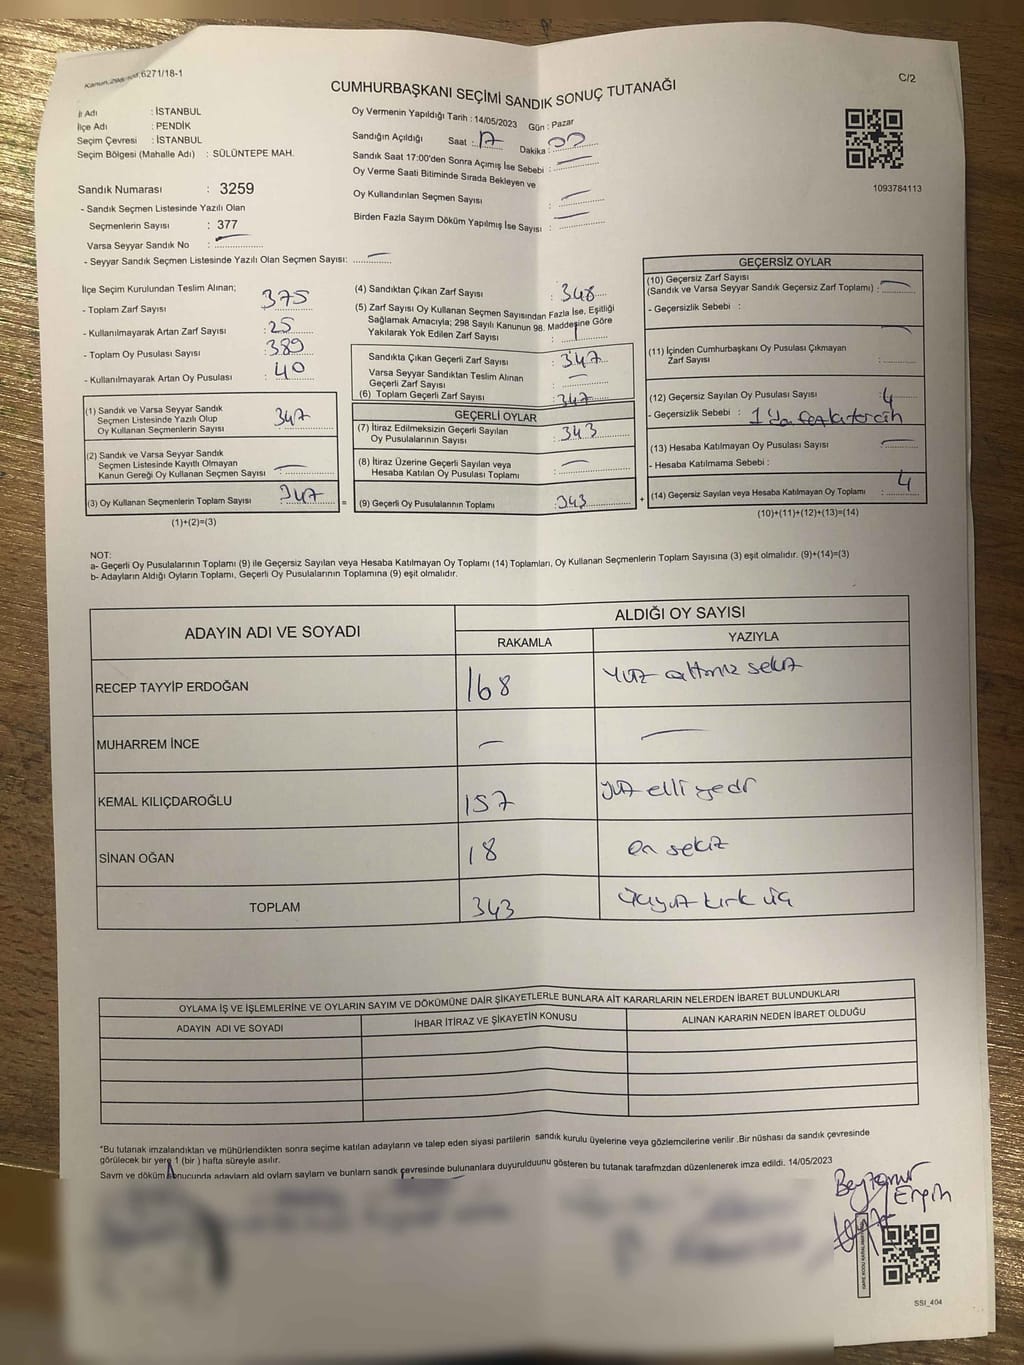 6271/18-1
C/2
CUMHURBAŞKANI SEÇİMİ SANDIK SONUÇ TUTANAĞI
İl Adı : İSTANBUL
İlçe Adı : PENDİK
Seçim Çevresi : İSTANBUL
Seçim Bölgesi (Mahalle Adı) : SÜLÜNTEPE MAH.
Sandık Numarası : 3259
- Sandık Seçmen Listesinde Yazılı Olan
Seçmenlerin Sayısı : 377
Varsa Seyyar Sandık No :
- Seyyar Sandık Seçmen Listesinde Yazılı Olan Seçmen Sayısı:
Oy Vermenin Yapıldığı Tarih : 14/05/2023 Gün : Pazar
Sandığın Açıldığı Saat : 17 Dakika :
Sandık Saat 17:00'den Sonra Açımış İse Sebebi :
Oy Verme Saati Bitiminde Sırada Bekleyen ve
Oy Kullandırılan Seçmen Sayısı :
Birden Fazla Sayım Döküm Yapılmış İse Sayısı :
1093784113
İlçe Seçim Kurulundan Teslim Alınan;
- Toplam Zarf Sayısı 375
- Kullanılmayarak Artan Zarf Sayısı : 25
- Toplam Oy Pusulası Sayısı : 389
- Kullanılmayarak Artan Oy Pusulası : 40
(1) Sandık ve Varsa Seyyar Sandık
Seçmen Listesinde Yazılı Olup
Oy Kullanan Seçmenlerin Sayısı 347
(2) Sandık ve Varsa Seyyar Sandık
Seçmen Listesinde Kayıtlı Olmayan
Kanun Gereği Oy Kullanan Seçmen Sayısı
(3) Oy Kullanan Seçmenlerin Toplam Sayısı 347 =
(1)+(2)=(3)
(4) Sandıktan Çıkan Zarf Sayısı : 348
(5) Zarf Sayısı Oy Kullanan Seçmen Sayısından Fazla İse, Eşitliği
Sağlamak Amacıyla; 298 Sayılı Kanunun 98. Maddesine Göre
Yakılarak Yok Edilen Zarf Sayısı : 1
Sandıkta Çıkan Geçerli Zarf Sayısı : 347
Varsa Seyyar Sandıktan Teslim Alınan
Geçerli Zarf Sayısı :
(6) Toplam Geçerli Zarf Sayısı : 347
GEÇERLİ OYLAR
(7) İtiraz Edilmeksizin Geçerli Sayılan
Oy Pusulalarının Sayısı : 343
(8) İtiraz Üzerine Geçerli Sayılan veya
Hesaba Katılan Oy Pusulası Toplamı :
(9) Geçerli Oy Pusulalarının Toplamı : 343 +
GEÇERSİZ OYLAR
(10) Geçersiz Zarf Sayısı
(Sandık ve Varsa Seyyar Sandık Geçersiz Zarf Toplamı) :
- Geçersizlik Sebebi :
(11) İçinden Cumhurbaşkanı Oy Pusulası Çıkmayan
Zarf Sayısı :
(12) Geçersiz Sayılan Oy Pusulası Sayısı : 4
- Geçersizlik Sebebi : 1'den fazla tercih
(13) Hesaba Katılmayan Oy Pusulası Sayısı
- Hesaba Katılmama Sebebi :
(14) Geçersiz Sayılan veya Hesaba Katılmayan Oy Toplamı : 4
(10)+(11)+(12)+(13)=(14)
NOT:
a- Geçerli Oy Pusulalarının Toplamı (9) ile Geçersiz Sayılan veya Hesaba Katılmayan Oy Toplamı (14) Toplamları, Oy Kullanan Seçmenlerin Toplam Sayısına (3) eşit olmalıdır. (9)+(14)=(3)
b- Adayların Aldığı Oyların Toplamı, Geçerli Oy Pusulalarının Toplamına (9) eşit olmalıdır.
ADAYIN ADI VE SOYADI
ALDIĞI OY SAYISI
RAKAMLA YAZIYLA
RECEP TAYYİP ERDOĞAN 168 yüz altmış sekiz
MUHARREM İNCE — —
KEMAL KILIÇDAROĞLU 157 yüz elli yedi
SİNAN OĞAN 18 on sekiz
TOPLAM 343 üçyüz kırk üç
OYLAMA İŞ VE İŞLEMLERİNE VE OYLARIN SAYIM VE DÖKÜMÜNE DAİR ŞİKAYETLERLE BUNLARA AİT KARARLARIN NELERDEN İBARET BULUNDUKLARI
ADAYIN ADI VE SOYADI İHBAR İTİRAZ VE ŞİKAYETİN KONUSU ALINAN KARARIN NEDEN İBARET OLDUĞU
*Bu tutanak imzalandıktan ve mühürlendikten sonra seçime katılan adayların ve talep eden siyasi partilerin sandık kurulu üyelerine veya gözlemcilerine verilir .Bir nüshası da sandık çevresinde
görülecek bir yere 1 (bir ) hafta süreyle asılır.
Sayım ve döküm sonucunda adayların ald oyların sayların ve bunların sandk çevresinde bulunanlara duyurulduunu gösteren bu tutanak tarafmzdan düzenlenerek imza edildi. 14/05/2023
Beyzanur
Ergin
SSI_404